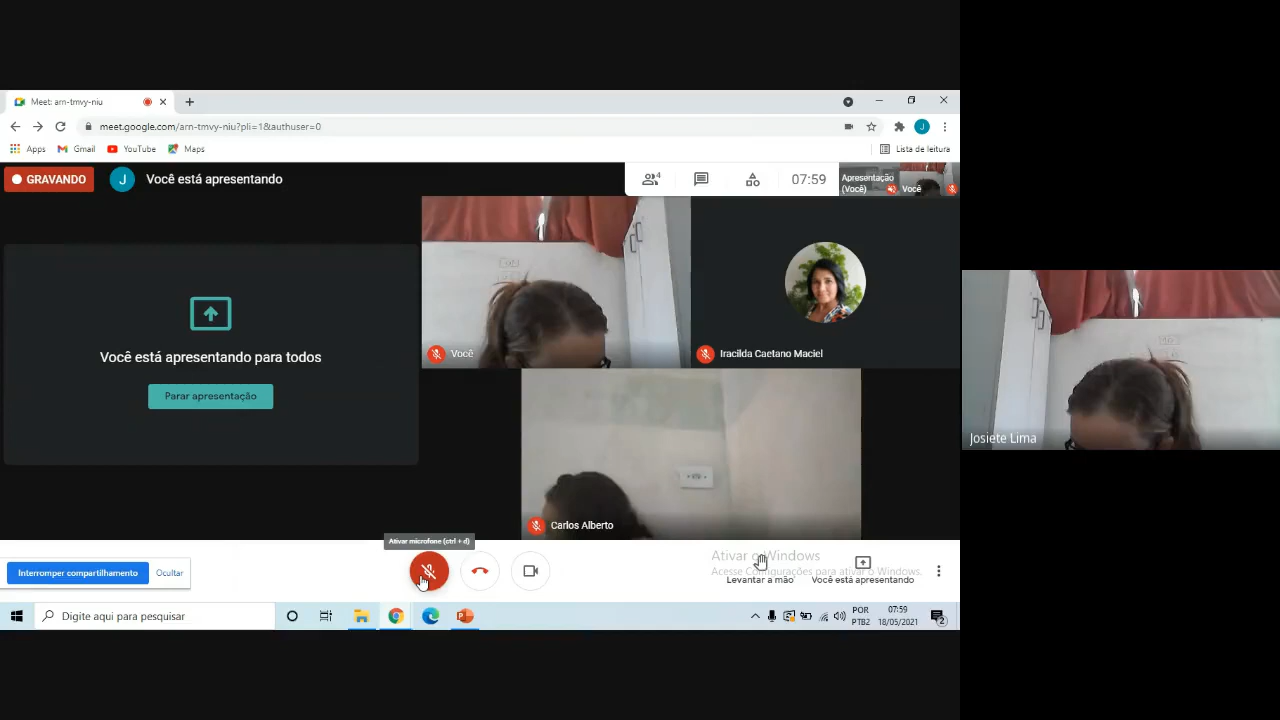 Meet: arn-tmvy-niu
meet.google.com/arn-tmvy-niu?pli=1&authuser=0
Apps
Gmail
YouTube
Maps
Lista de leitura
GRAVANDO
J
Você está apresentando
4
07:59
Apresentação
(Você)
Você
Você está apresentando para todos
Parar apresentação
Você
Iracilda Caetano Maciel
Carlos Alberto
Josiete Lima
Ativar microfone (ctrl + d)
Interromper compartilhamento
Ocultar
Ativar o Windows
Acesse Configurações para ativar o Windows.
Levantar a mão
Você está apresentando
Digite aqui para pesquisar
POR
PTB2
07:59
18/05/2021
2